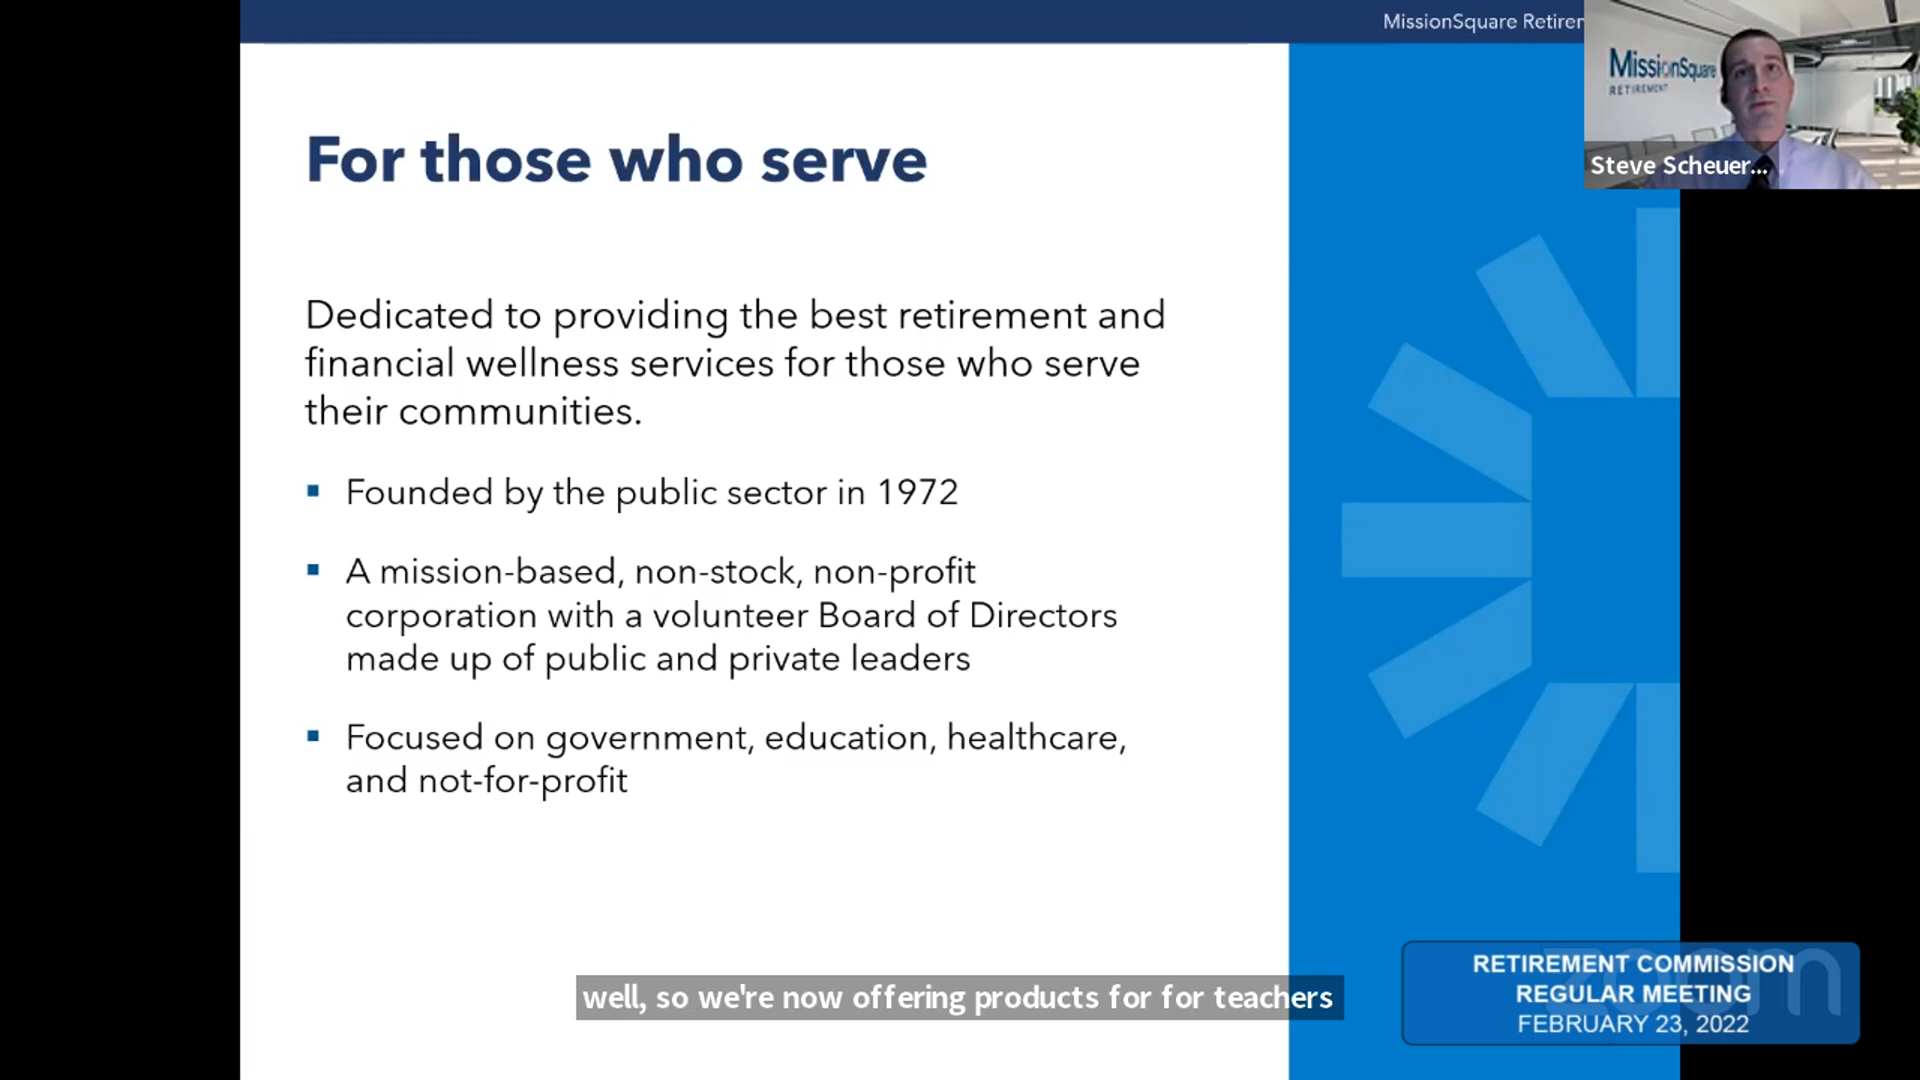 MissionSquare
MissionSquare
RETIREMENT
Steve Scheuer...
For those who serve
Dedicated to providing the best retirement and
financial wellness services for those who serve
their communities.
▪ Founded by the public sector in 1972
▪ A mission-based, non-stock, non-profit
corporation with a volunteer Board of Directors
made up of public and private leaders
▪ Focused on government, education, healthcare,
and not-for-profit
well, so we're now offering products for for teachers
zoom
RETIREMENT COMMISSION
REGULAR MEETING
FEBRUARY 23, 2022